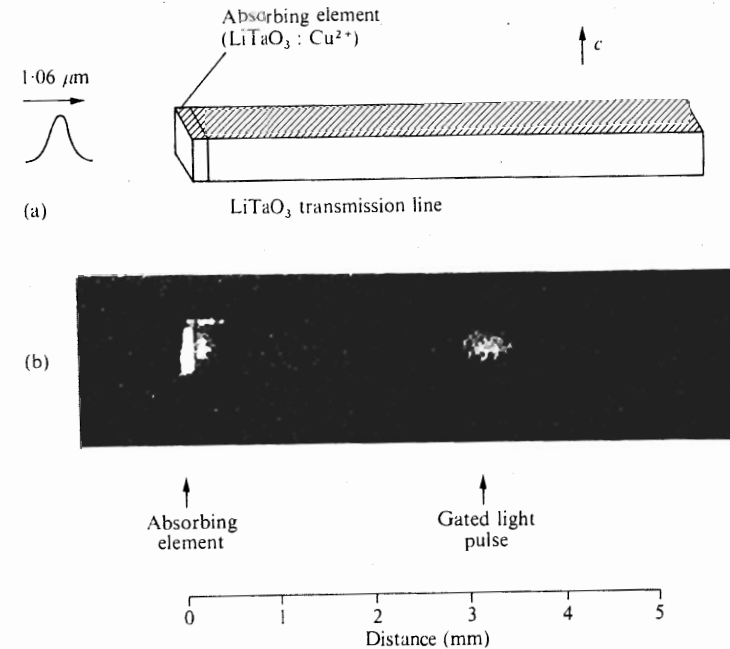 Absorbing element
(LiTaO₃ : Cu²⁺)
c
1·06 μm
(a)
LiTaO₃ transmission line
(b)
Absorbing
element
Gated light
pulse
0 1 2 3 4 5
Distance (mm)